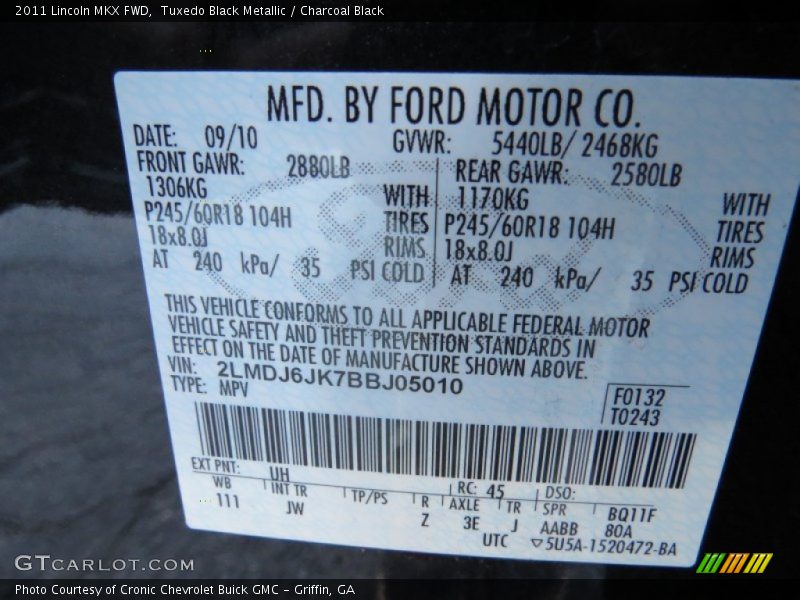 2011 Lincoln MKX FWD,  Tuxedo Black Metallic / Charcoal Black
MFD. BY FORD MOTOR CO.
DATE: 09/10 GVWR: 5440LB/ 2468KG
FRONT GAWR: 2880LB REAR GAWR: 2580LB
1306KG WITH 1170KG WITH
P245/60R18 104H TIRES P245/60R18 104H TIRES
18x8.0J RIMS 18x8.0J RIMS
AT 240 kPa/ 35 PSI COLD AT 240 kPa/ 35 PSI COLD
THIS VEHICLE CONFORMS TO ALL APPLICABLE FEDERAL MOTOR
VEHICLE SAFETY AND THEFT PREVENTION STANDARDS IN
EFFECT ON THE DATE OF MANUFACTURE SHOWN ABOVE.
VIN: 2LMDJ6JK7BBJ05010
TYPE: MPV
F0132
T0243
EXT PNT: UH RC: 45 DSO:
WB INT TR TP/PS R AXLE TR SPR BQ11F
111 JW Z 3E J AABB 80A
UTC ▽5U5A-1520472-BA
GTCARLOT.COM
Photo Courtesy of Cronic Chevrolet Buick GMC – Griffin, GA